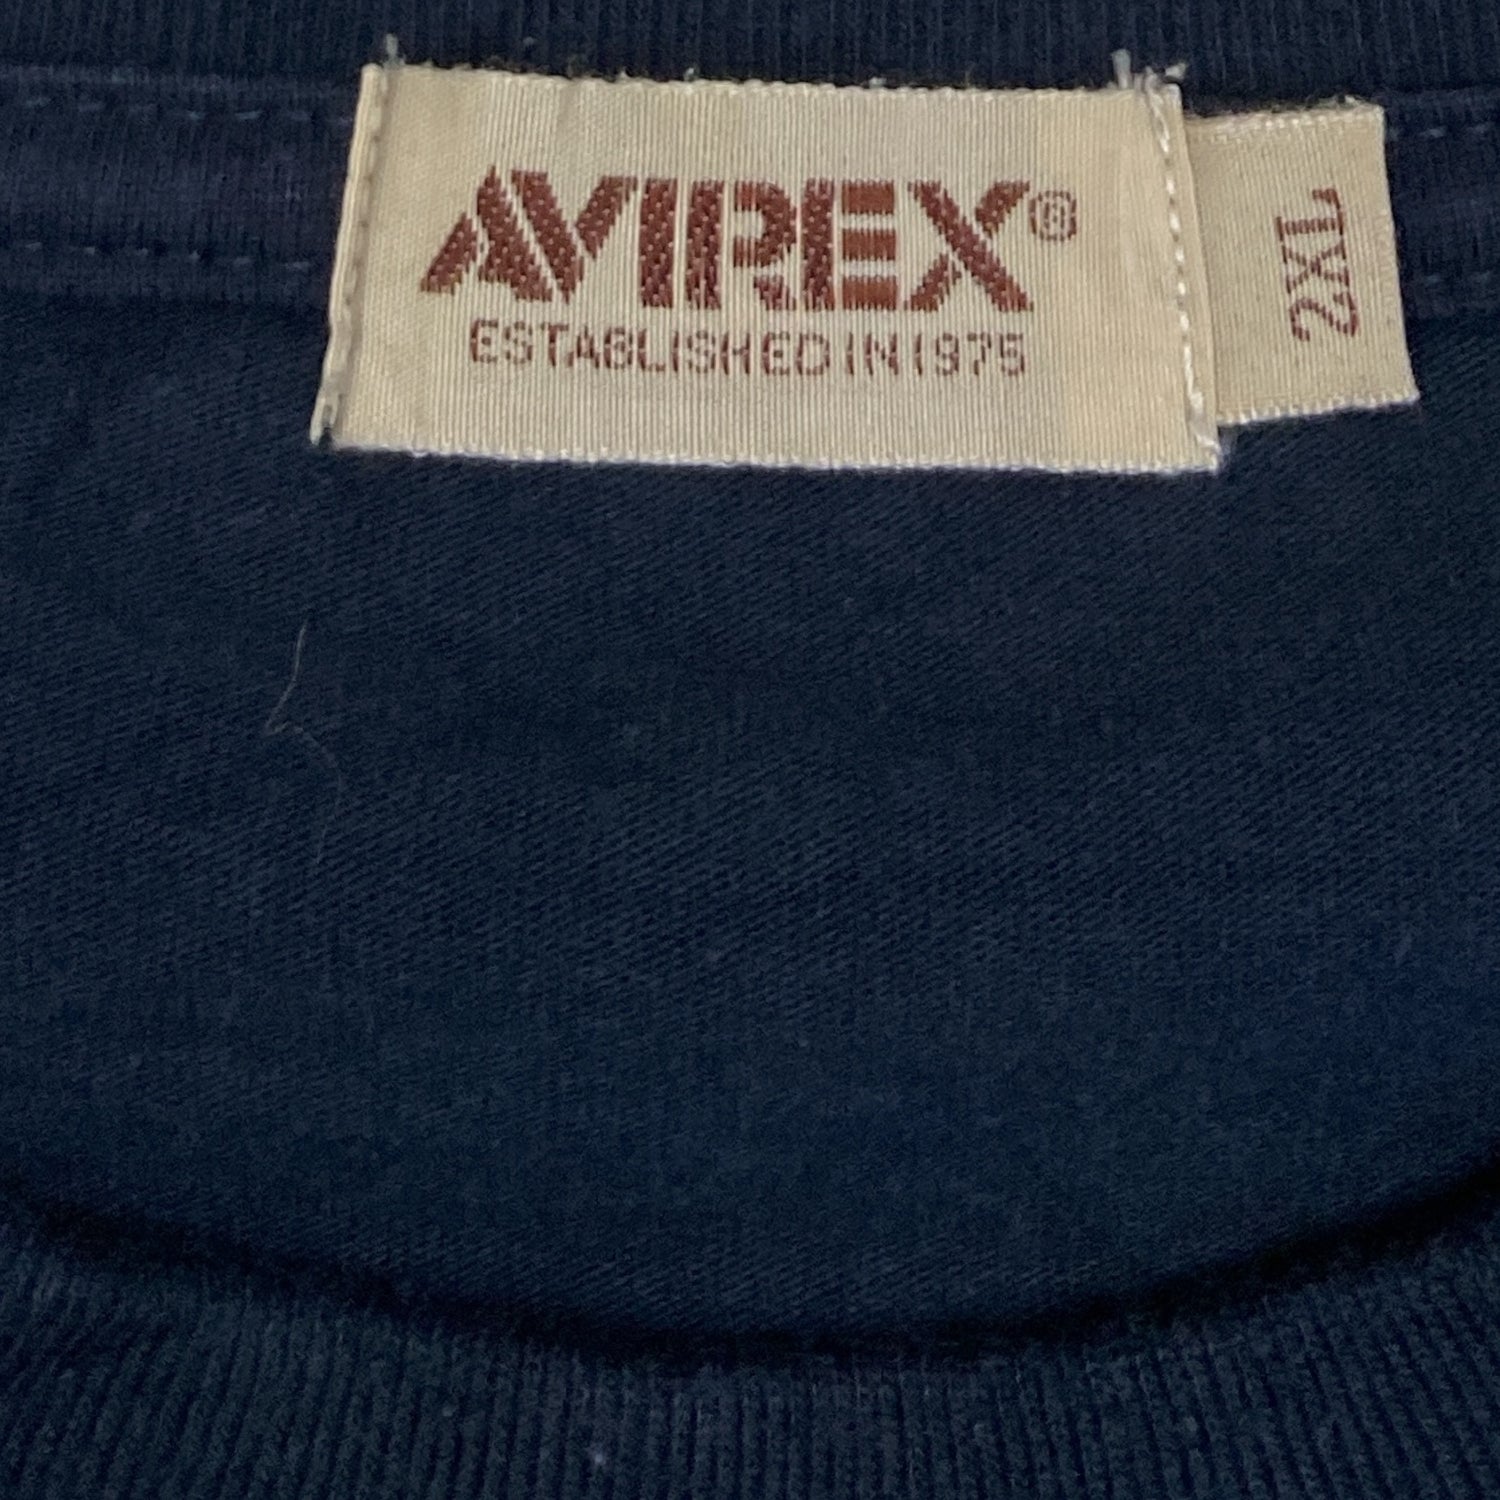 AVIREX®
ESTABLISHED IN 1975
2XL